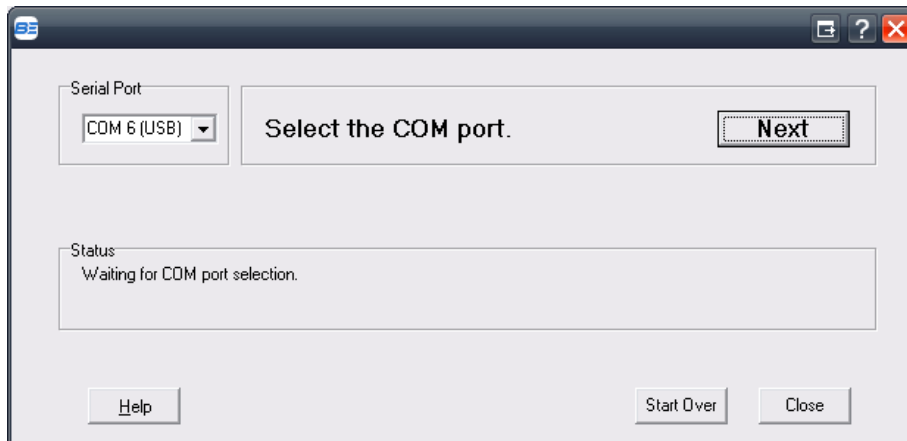 Serial Port
COM 6 (USB)
Select the COM port.
Next
Status
Waiting for COM port selection.
Help
Start Over
Close